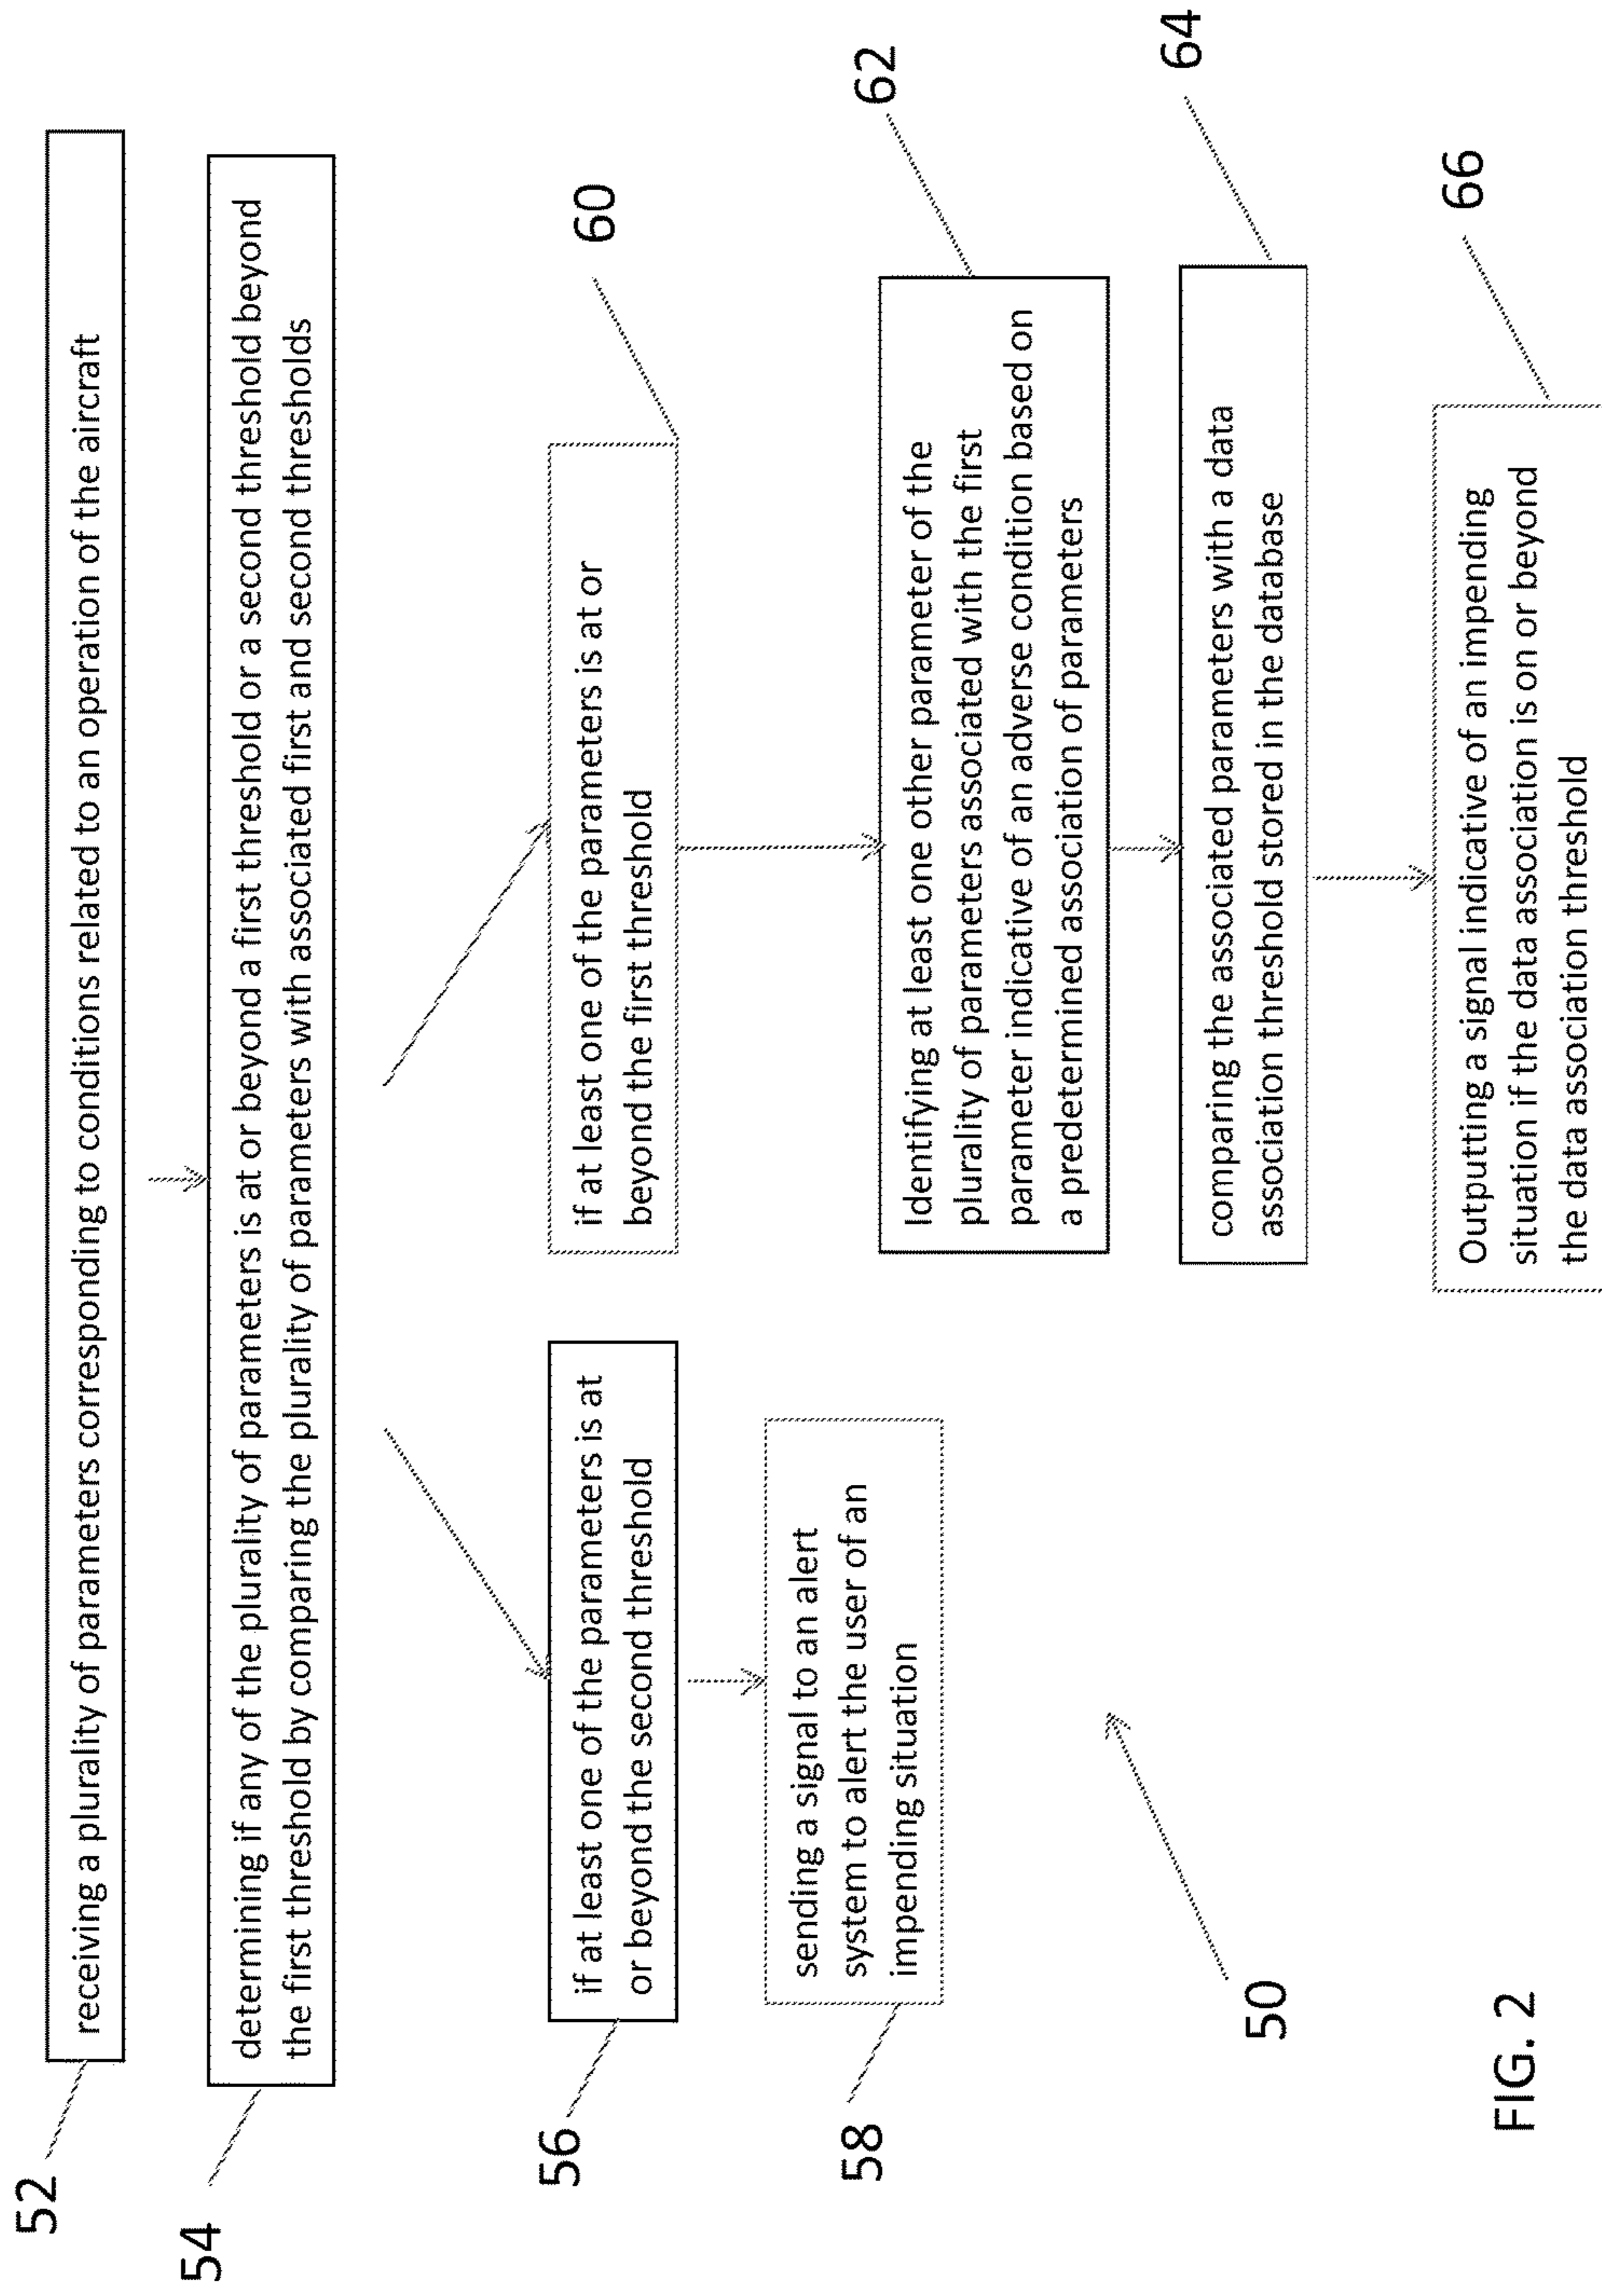 52
receiving a plurality of parameters corresponding to conditions related to an operation of the aircraft
54
determining if any of the plurality of parameters is at or beyond a first threshold or a second threshold beyond
the first threshold by comparing the plurality of parameters with associated first and second thresholds
56
if at least one of the parameters is at
or beyond the second threshold
58
sending a signal to an alert
system to alert the user of an
impending situation
60
if at least one of the parameters is at or
beyond the first threshold
62
Identifying at least one other parameter of the
plurality of parameters associated with the first
parameter indicative of an adverse condition based on
a predetermined association of parameters
64
comparing the associated parameters with a data
association threshold stored in the database
66
Outputing a signal indicative of an impending
situation if the data association is on or beyond
the data association threshold
50
FIG. 2